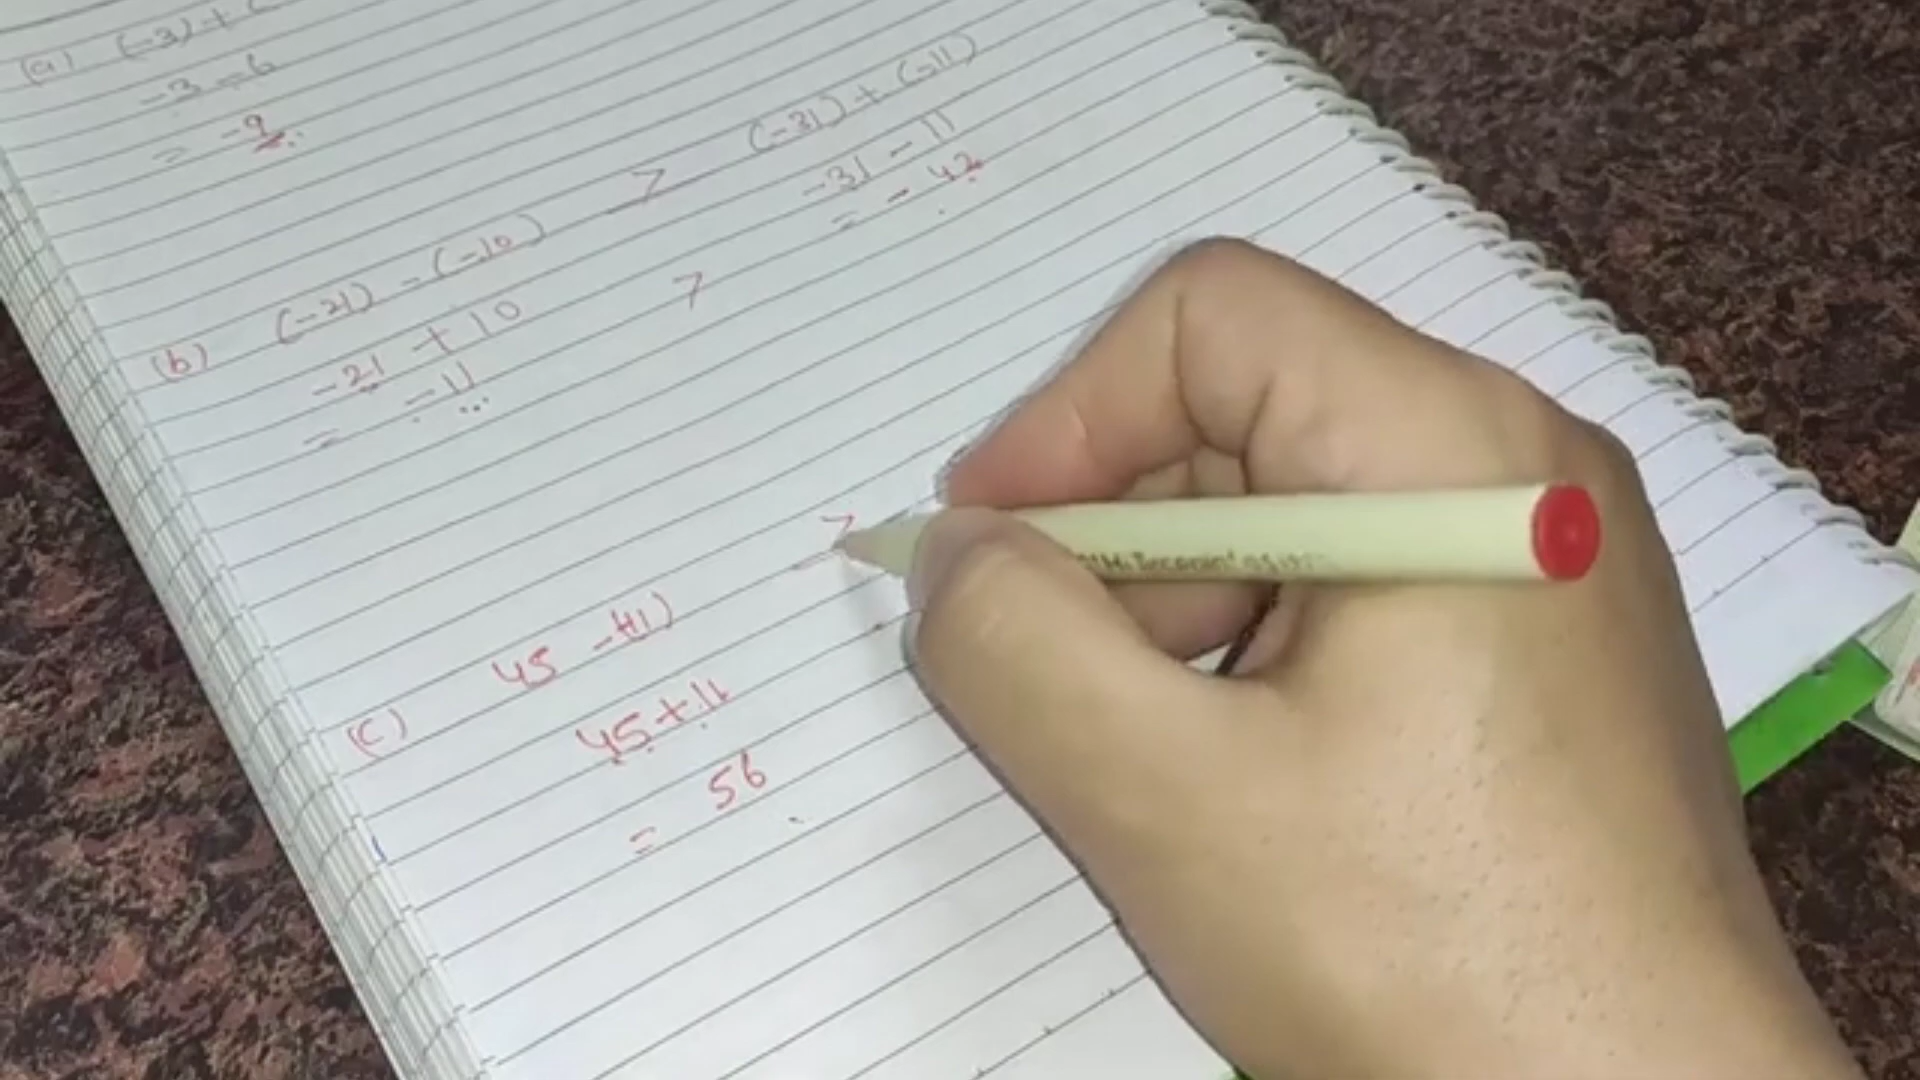 (a) (-3) +
-3 - 6
= -9
(b) (-21) - (-10) > (-31) + (-11)
-21 + 10 > -31 - 11
= -11 = - 42
>
(c) 45 -(11)
45 + 11
= 56